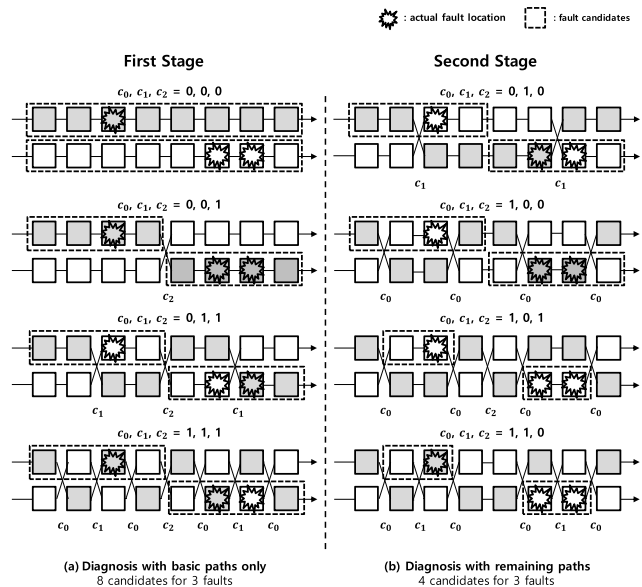 : actual fault location : fault candidates
First Stage
Second Stage
c0, c1, c2 = 0, 0, 0
c0, c1, c2 = 0, 1, 0
c1 c1
c0, c1, c2 = 0, 0, 1
c0, c1, c2 = 1, 0, 0
c2
c0 c0 c0 c0
c0, c1, c2 = 0, 1, 1
c0, c1, c2 = 1, 0, 1
c1 c2 c1
c0 c0 c2 c0 c0
c0, c1, c2 = 1, 1, 1
c0, c1, c2 = 1, 1, 0
c0 c1 c0 c2 c0 c1 c0
c0 c1 c0 c0 c1 c0
(a) Diagnosis with basic paths only
8 candidates for 3 faults
(b) Diagnosis with remaining paths
4 candidates for 3 faults